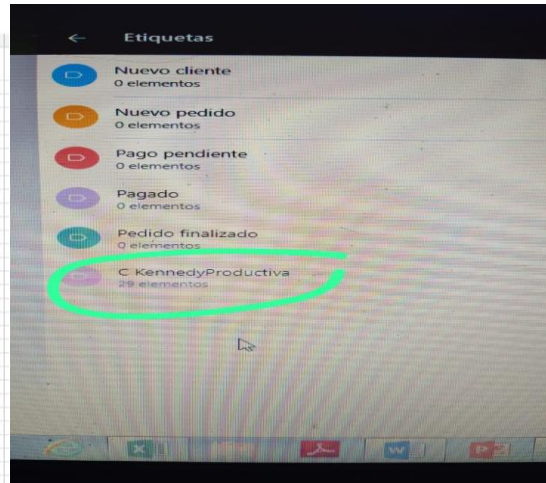 Etiquetas
Nuevo cliente
0 elementos
Nuevo pedido
0 elementos
Pago pendiente
0 elementos
Pagado
0 elementos
Pedido finalizado
0 elementos
C KennedyProductiva
29 elementos